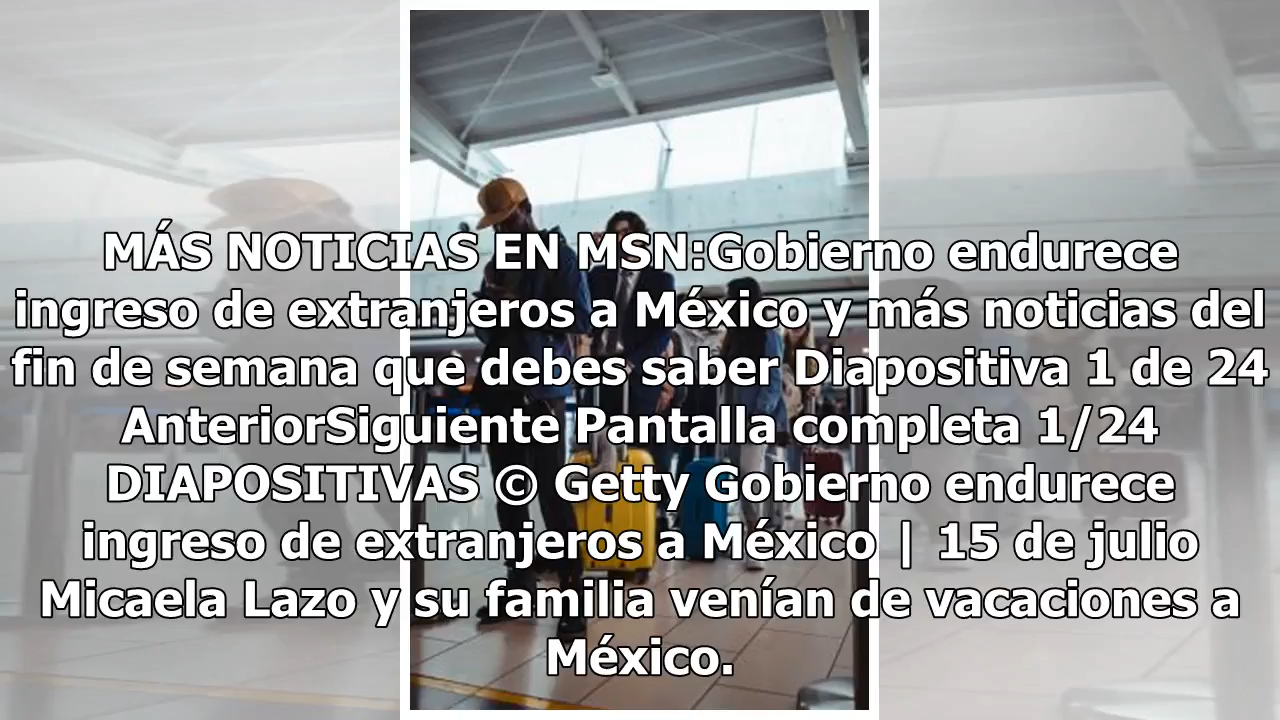 MÁS NOTICIAS EN MSN:Gobierno endurece
ingreso de extranjeros a México y más noticias del
fin de semana que debes saber Diapositiva 1 de 24
AnteriorSiguiente Pantalla completa 1/24
DIAPOSITIVAS © Getty Gobierno endurece
ingreso de extranjeros a México | 15 de julio
Micaela Lazo y su familia venían de vacaciones a
México.